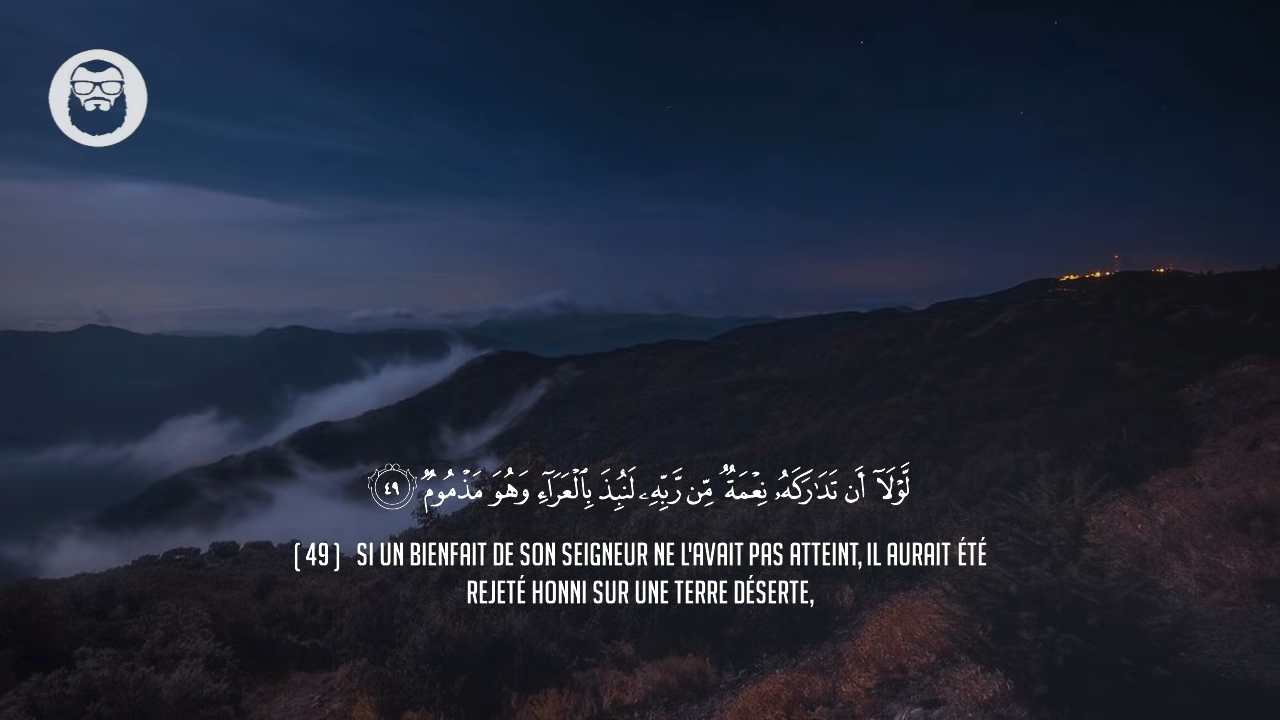 لَّوْلَآ أَن تَدَٰرَكَهُۥ نِعْمَةٌ مِّن رَّبِّهِۦ لَنُبِذَ بِٱلْعَرَآءِ وَهُوَ مَذْمُومٌ ٤٩
( 49 ) SI UN BIENFAIT DE SON SEIGNEUR NE L'AVAIT PAS ATTEINT, IL AURAIT ÉTÉ
REJETÉ HONNI SUR UNE TERRE DÉSERTE,